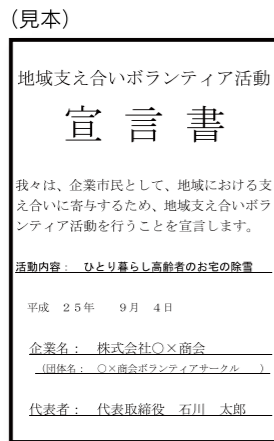 （見本）
地域支え合いボランティア活動
宣 言 書
我々は、企業市民として、地域における支
え合いに寄与するため、地域支え合いボラ
ンティア活動を行うことを宣言します。
活動内容： ひとり暮らし高齢者のお宅の除雪
平成 ２５年 ９月 ４日
企業名： 株式会社○×商会
（団体名： ○×商会ボランティアサークル ）
代表者： 代表取締役 石川 太郎